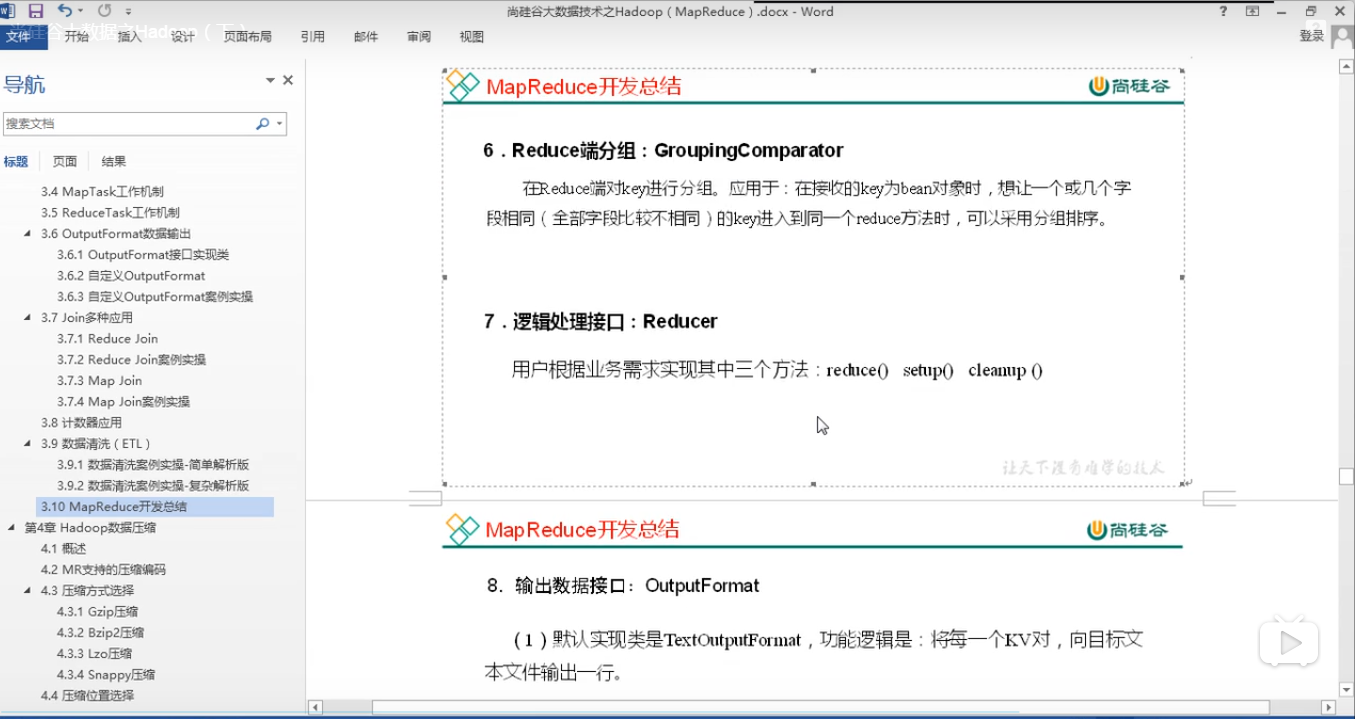 尚硅谷大数据技术之Hadoop（MapReduce）.docx - Word
尚硅谷大数据之Hadoop（下）
文件 开始 插入 设计 页面布局 引用 邮件 审阅 视图
登录
导航
搜索文档
标题 页面 结果
3.4 MapTask工作机制
3.5 ReduceTask工作机制
3.6 OutputFormat数据输出
3.6.1 OutputFormat接口实现类
3.6.2 自定义OutputFormat
3.6.3 自定义OutputFormat案例实操
3.7 Join多种应用
3.7.1 Reduce Join
3.7.2 Reduce Join案例实操
3.7.3 Map Join
3.7.4 Map Join案例实操
3.8 计数器应用
3.9 数据清洗（ETL）
3.9.1 数据清洗案例实操-简单解析版
3.9.2 数据清洗案例实操-复杂解析版
3.10 MapReduce开发总结
第4章 Hadoop数据压缩
4.1 概述
4.2 MR支持的压缩编码
4.3 压缩方式选择
4.3.1 Gzip压缩
4.3.2 Bzip2压缩
4.3.3 Lzo压缩
4.3.4 Snappy压缩
4.4 压缩位置选择
MapReduce开发总结
尚硅谷
6．Reduce端分组：GroupingComparator
在Reduce端对key进行分组。应用于：在接收的key为bean对象时，想让一个或几个字
段相同（全部字段比较不相同）的key进入到同一个reduce方法时，可以采用分组排序。
7．逻辑处理接口：Reducer
用户根据业务需求实现其中三个方法：reduce() setup() cleanup ()
让天下没有难学的技术
MapReduce开发总结
尚硅谷
8. 输出数据接口: OutputFormat
（1）默认实现类是TextOutputFormat，功能逻辑是：将每一个KV对，向目标文
本文件输出一行。